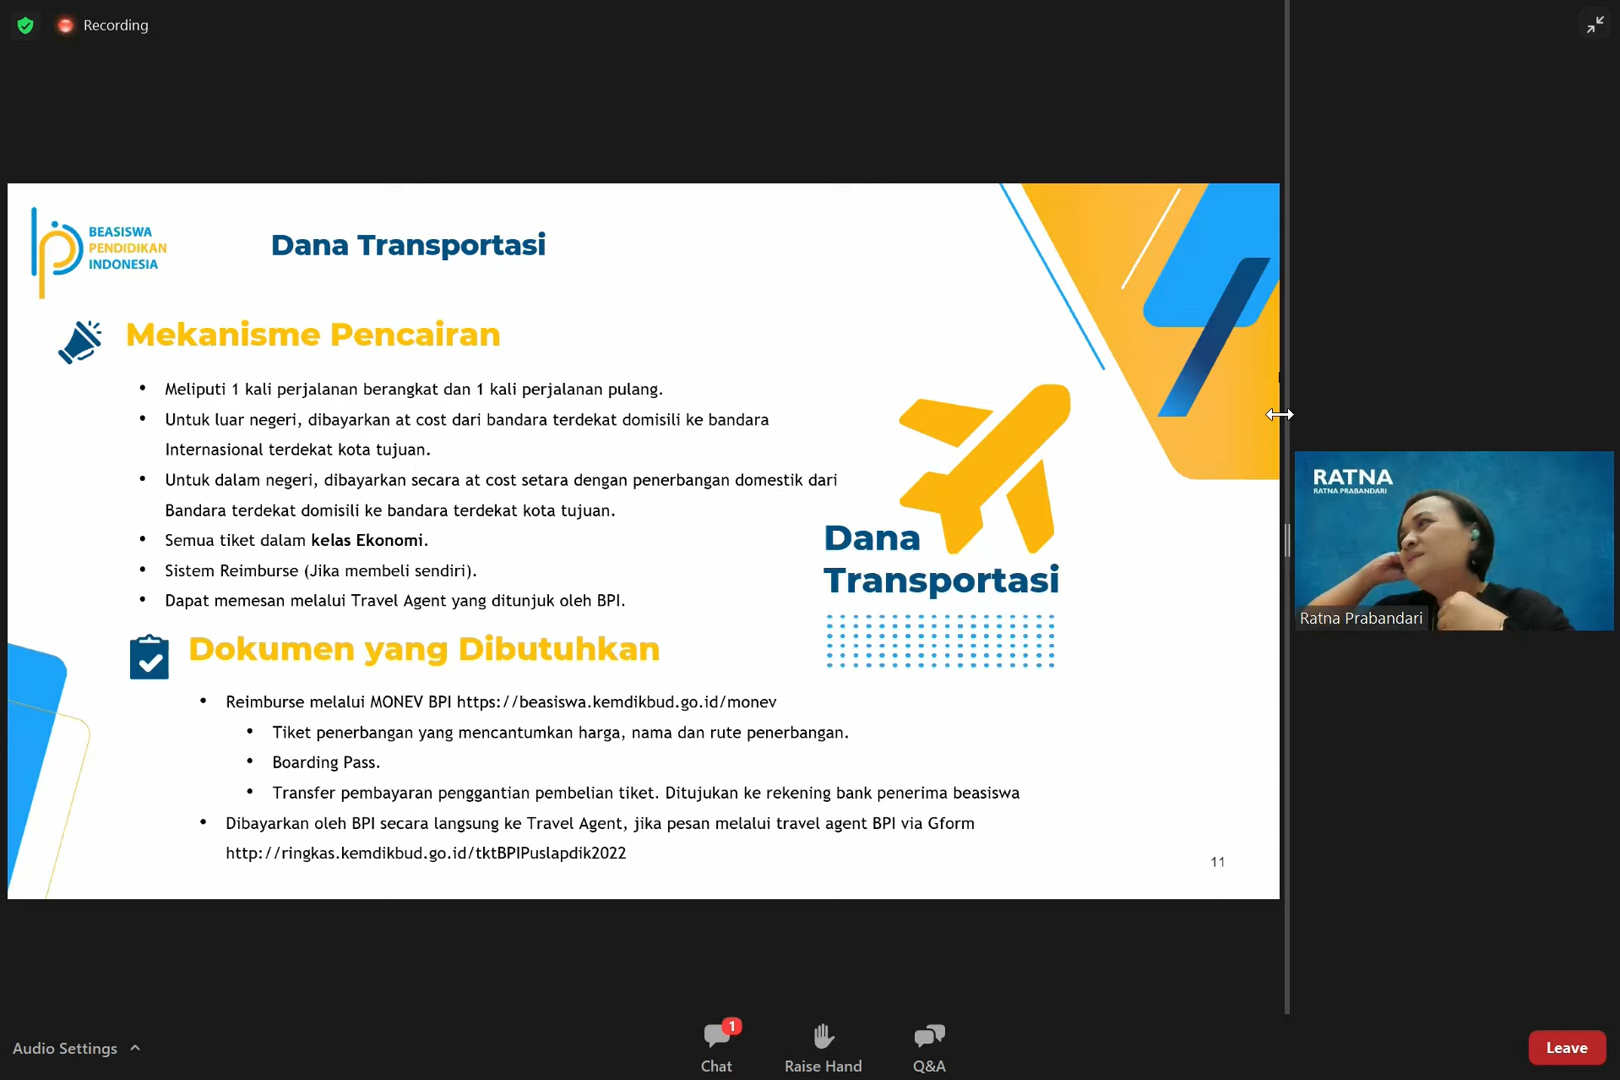 Recording
BEASISWA
PENDIDIKAN
INDONESIA
Dana Transportasi
Mekanisme Pencairan
• Meliputi 1 kali perjalanan berangkat dan 1 kali perjalanan pulang.
• Untuk luar negeri, dibayarkan at cost dari bandara terdekat domisili ke bandara
Internasional terdekat kota tujuan.
• Untuk dalam negeri, dibayarkan secara at cost setara dengan penerbangan domestik dari
Bandara terdekat domisili ke bandara terdekat kota tujuan.
• Semua tiket dalam kelas Ekonomi.
• Sistem Reimburse (Jika membeli sendiri).
• Dapat memesan melalui Travel Agent yang ditunjuk oleh BPI.
Dana
Transportasi
Dokumen yang Dibutuhkan
• Reimburse melalui MONEV BPI https://beasiswa.kemdikbud.go.id/monev
• Tiket penerbangan yang mencantumkan harga, nama dan rute penerbangan.
• Boarding Pass.
• Transfer pembayaran penggantian pembelian tiket. Ditujukan ke rekening bank penerima beasiswa
• Dibayarkan oleh BPI secara langsung ke Travel Agent, jika pesan melalui travel agent BPI via Gform
http://ringkas.kemdikbud.go.id/tktBPIPuslapdik2022
11
RATNA
RATNA PRABANDARI
Ratna Prabandari
Audio Settings
1
Chat
Raise Hand
Q&A
Leave